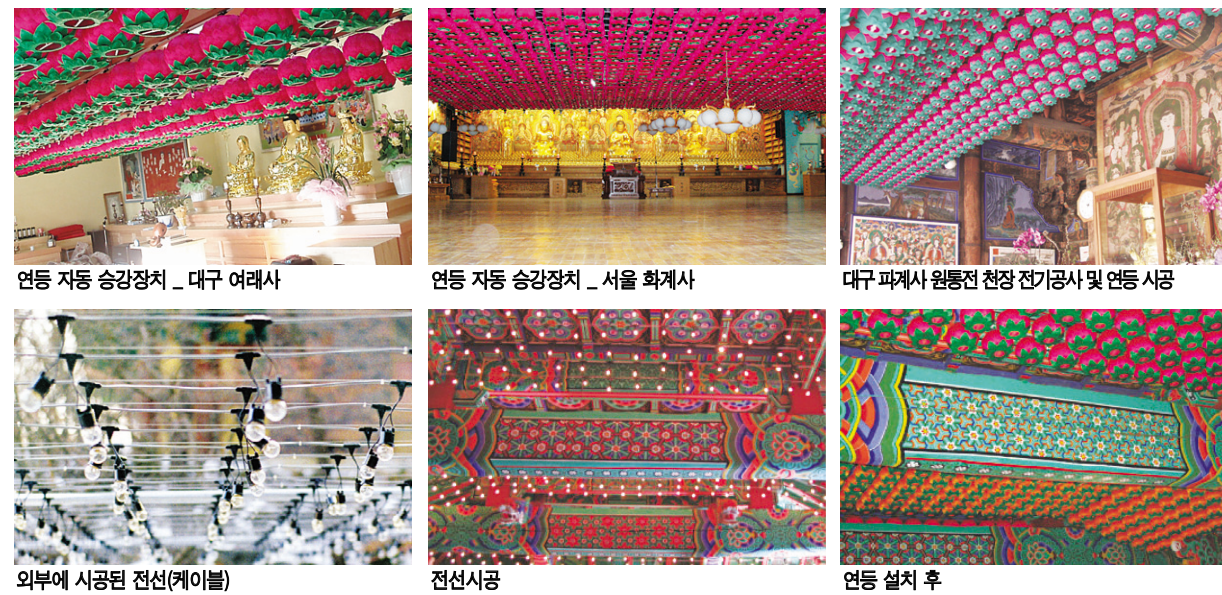 연등 자동 승강장치 _ 대구 여래사
연등 자동 승강장치 _ 서울 화계사
대구 파계사 원통전 천장 전기공사 및 연등 시공
외부에 시공된 전선(케이블)
전선시공
연등 설치 후